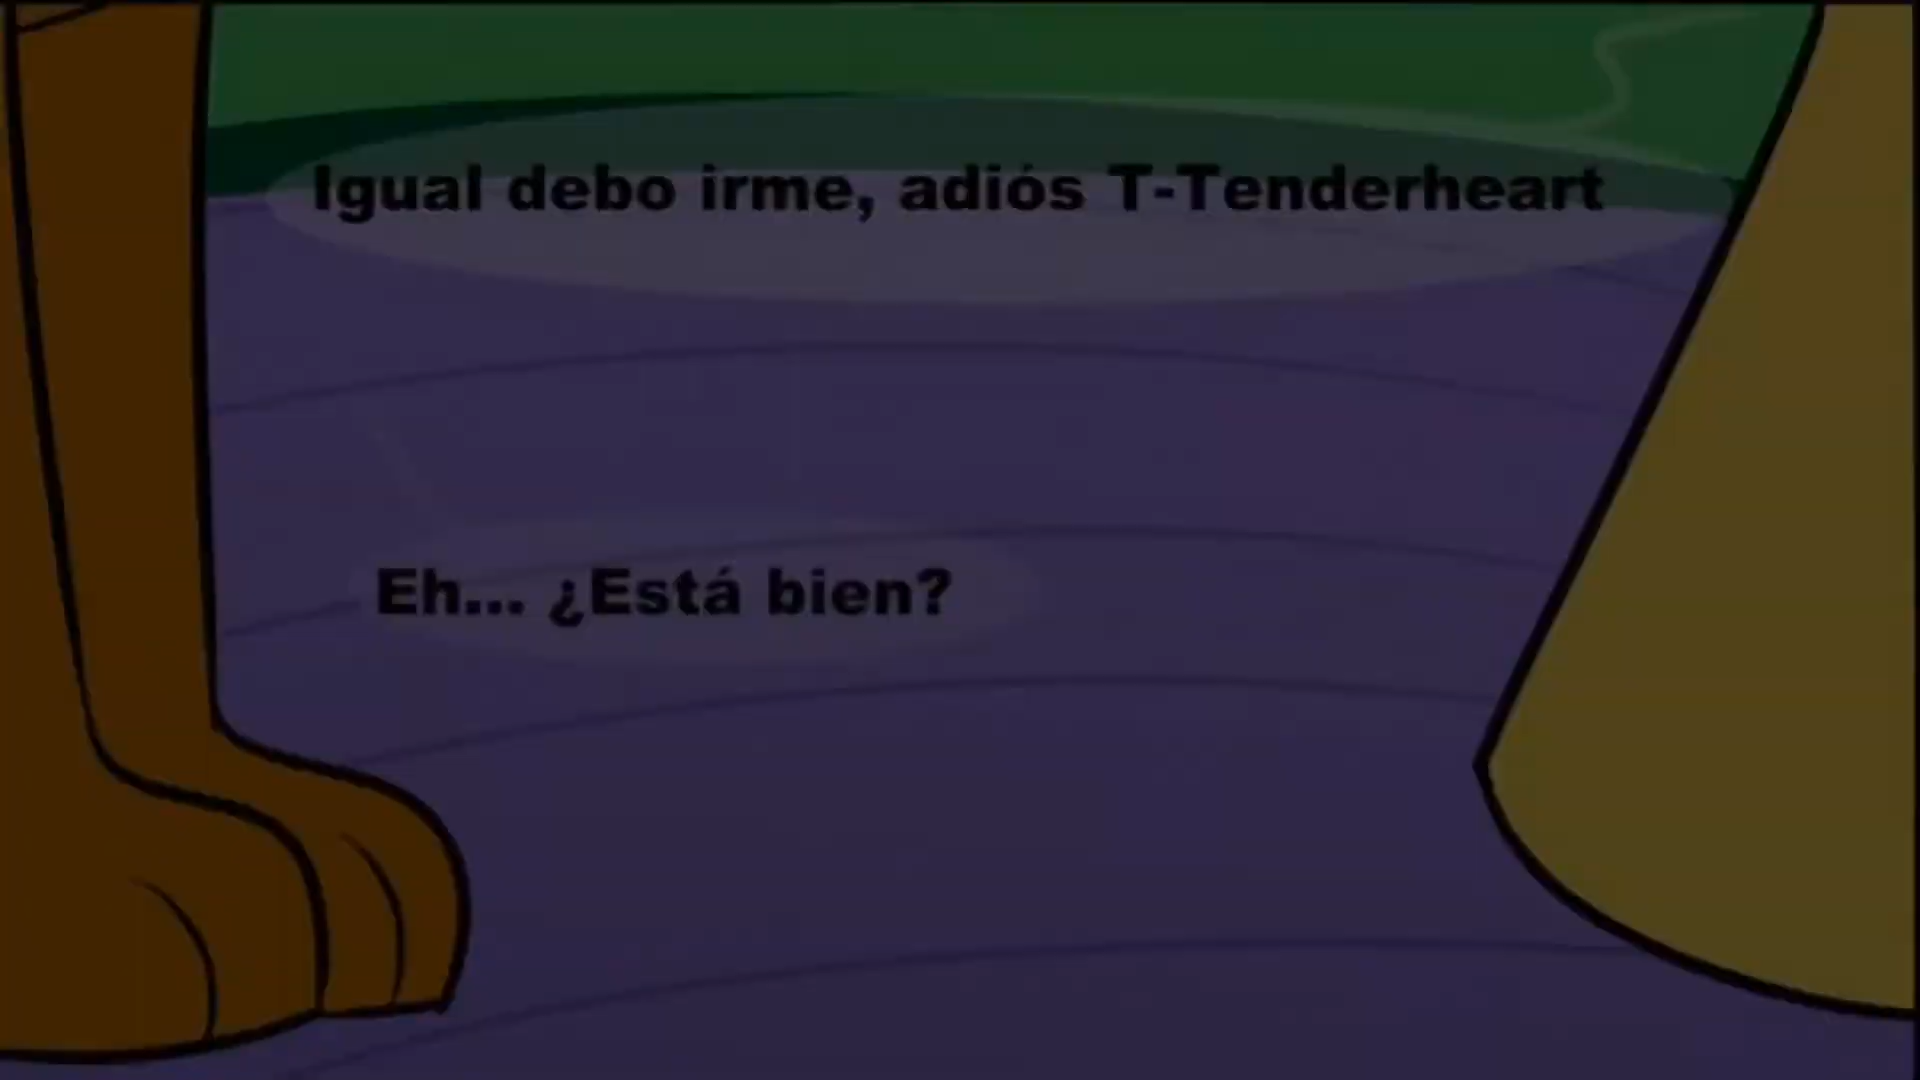 Igual debo irme, adiós T-Tenderheart
Eh... ¿Está bien?